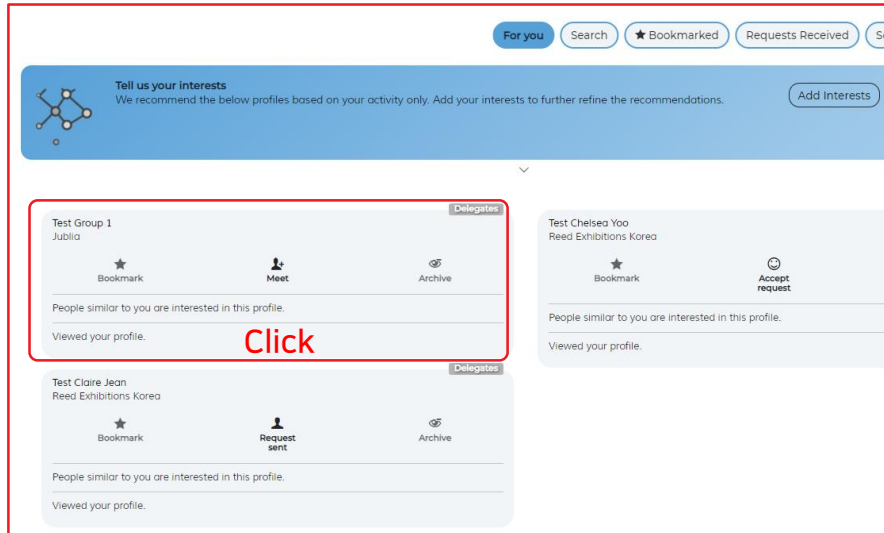 For you
Search
★ Bookmarked
Requests Received
Tell us your interests
We recommend the below profiles based on your activity only. Add your interests to further refine the recommendations.
Add Interests
Delegates
Test Group 1
Jublia
Bookmark
Meet
Archive
People similar to you are interested in this profile.
Viewed your profile.
Click
Test Chelsea Yoo
Reed Exhibitions Korea
Bookmark
Accept
request
People similar to you are interested in this profile.
Viewed your profile.
Delegates
Test Claire Jean
Reed Exhibitions Korea
Bookmark
Request
sent
Archive
People similar to you are interested in this profile.
Viewed your profile.